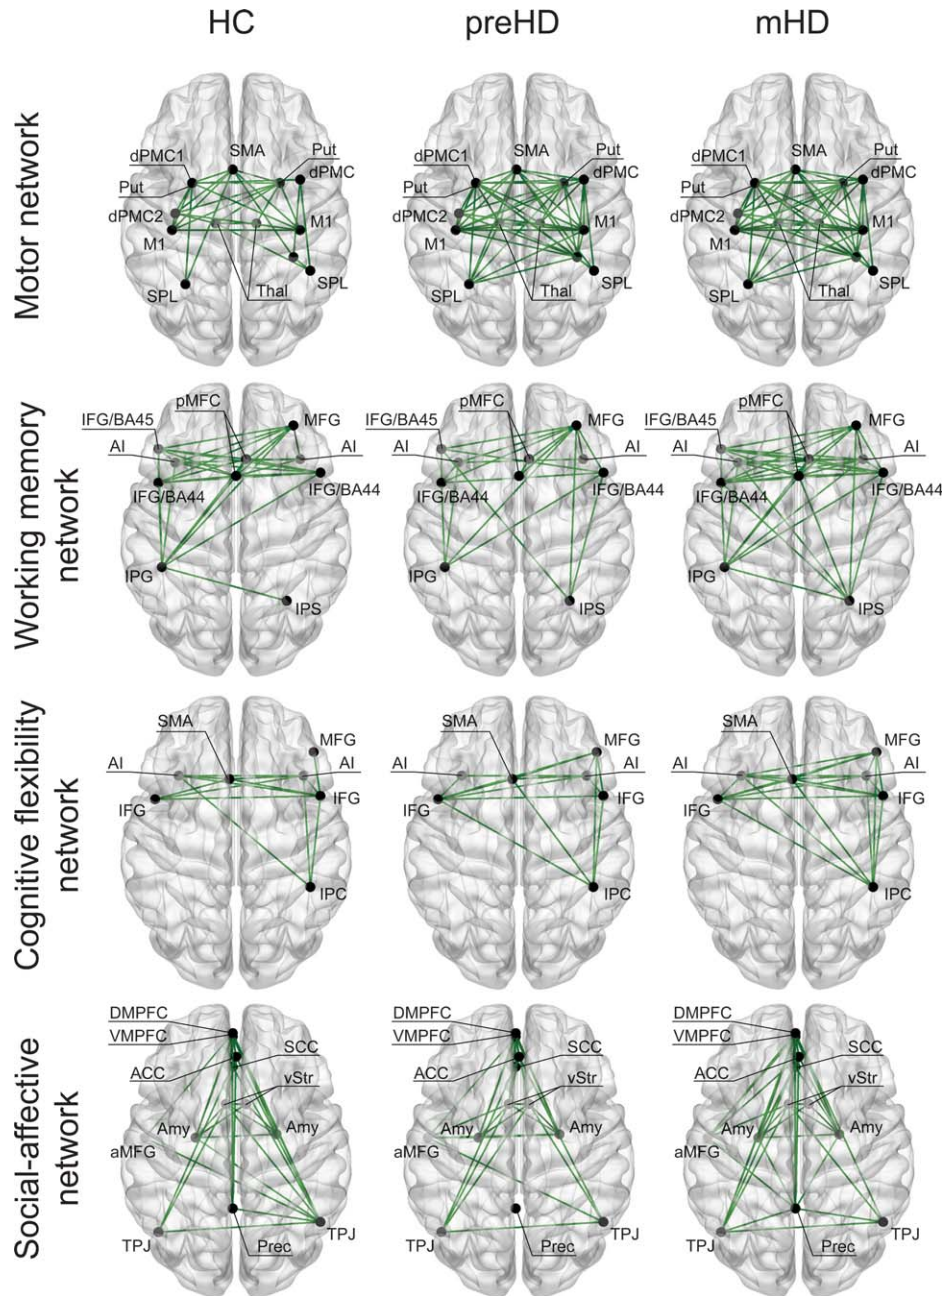 HC preHD mHD
Motor network
dPMC1 SMA Put dPMC
Put
dPMC2
M1 M1
SPL Thal SPL
dPMC1 SMA Put dPMC
Put
dPMC2
M1 M1
SPL Thal SPL
dPMC1 SMA Put dPMC
Put
dPMC2
M1 M1
SPL Thal SPL
Working memory
network
pMFC MFG
IFG/BA45
AI AI
IFG/BA44 IFG/BA44
IPG
IPS
pMFC MFG
IFG/BA45
AI AI
IFG/BA44 IFG/BA44
IPG
IPS
pMFC MFG
IFG/BA45
AI AI
IFG/BA44 IFG/BA44
IPG
IPS
Cognitive flexibility
network
SMA
MFG
AI AI
IFG IFG
IPC
SMA
MFG
AI AI
IFG IFG
IPC
SMA
MFG
AI AI
IFG IFG
IPC
Social-affective
network
DMPFC
VMPFC
ACC SCC
vStr
Amy Amy
aMFG
TPJ Prec TPJ
DMPFC
VMPFC
ACC SCC
vStr
Amy Amy
aMFG
TPJ Prec TPJ
DMPFC
VMPFC
ACC SCC
vStr
Amy Amy
aMFG
TPJ Prec TPJ